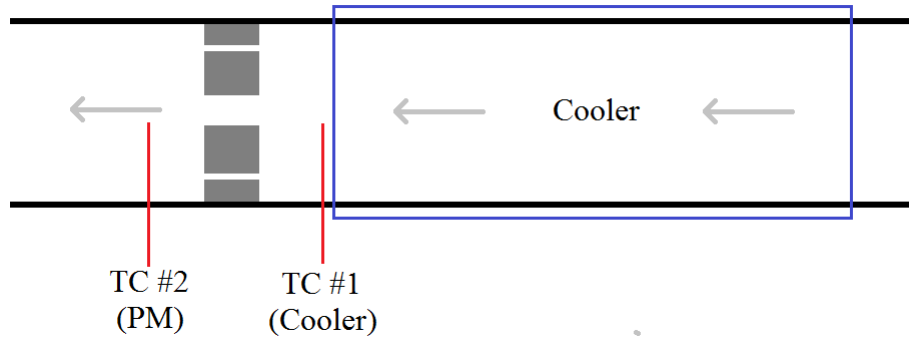 Cooler
TC #2
(PM)
TC #1
(Cooler)